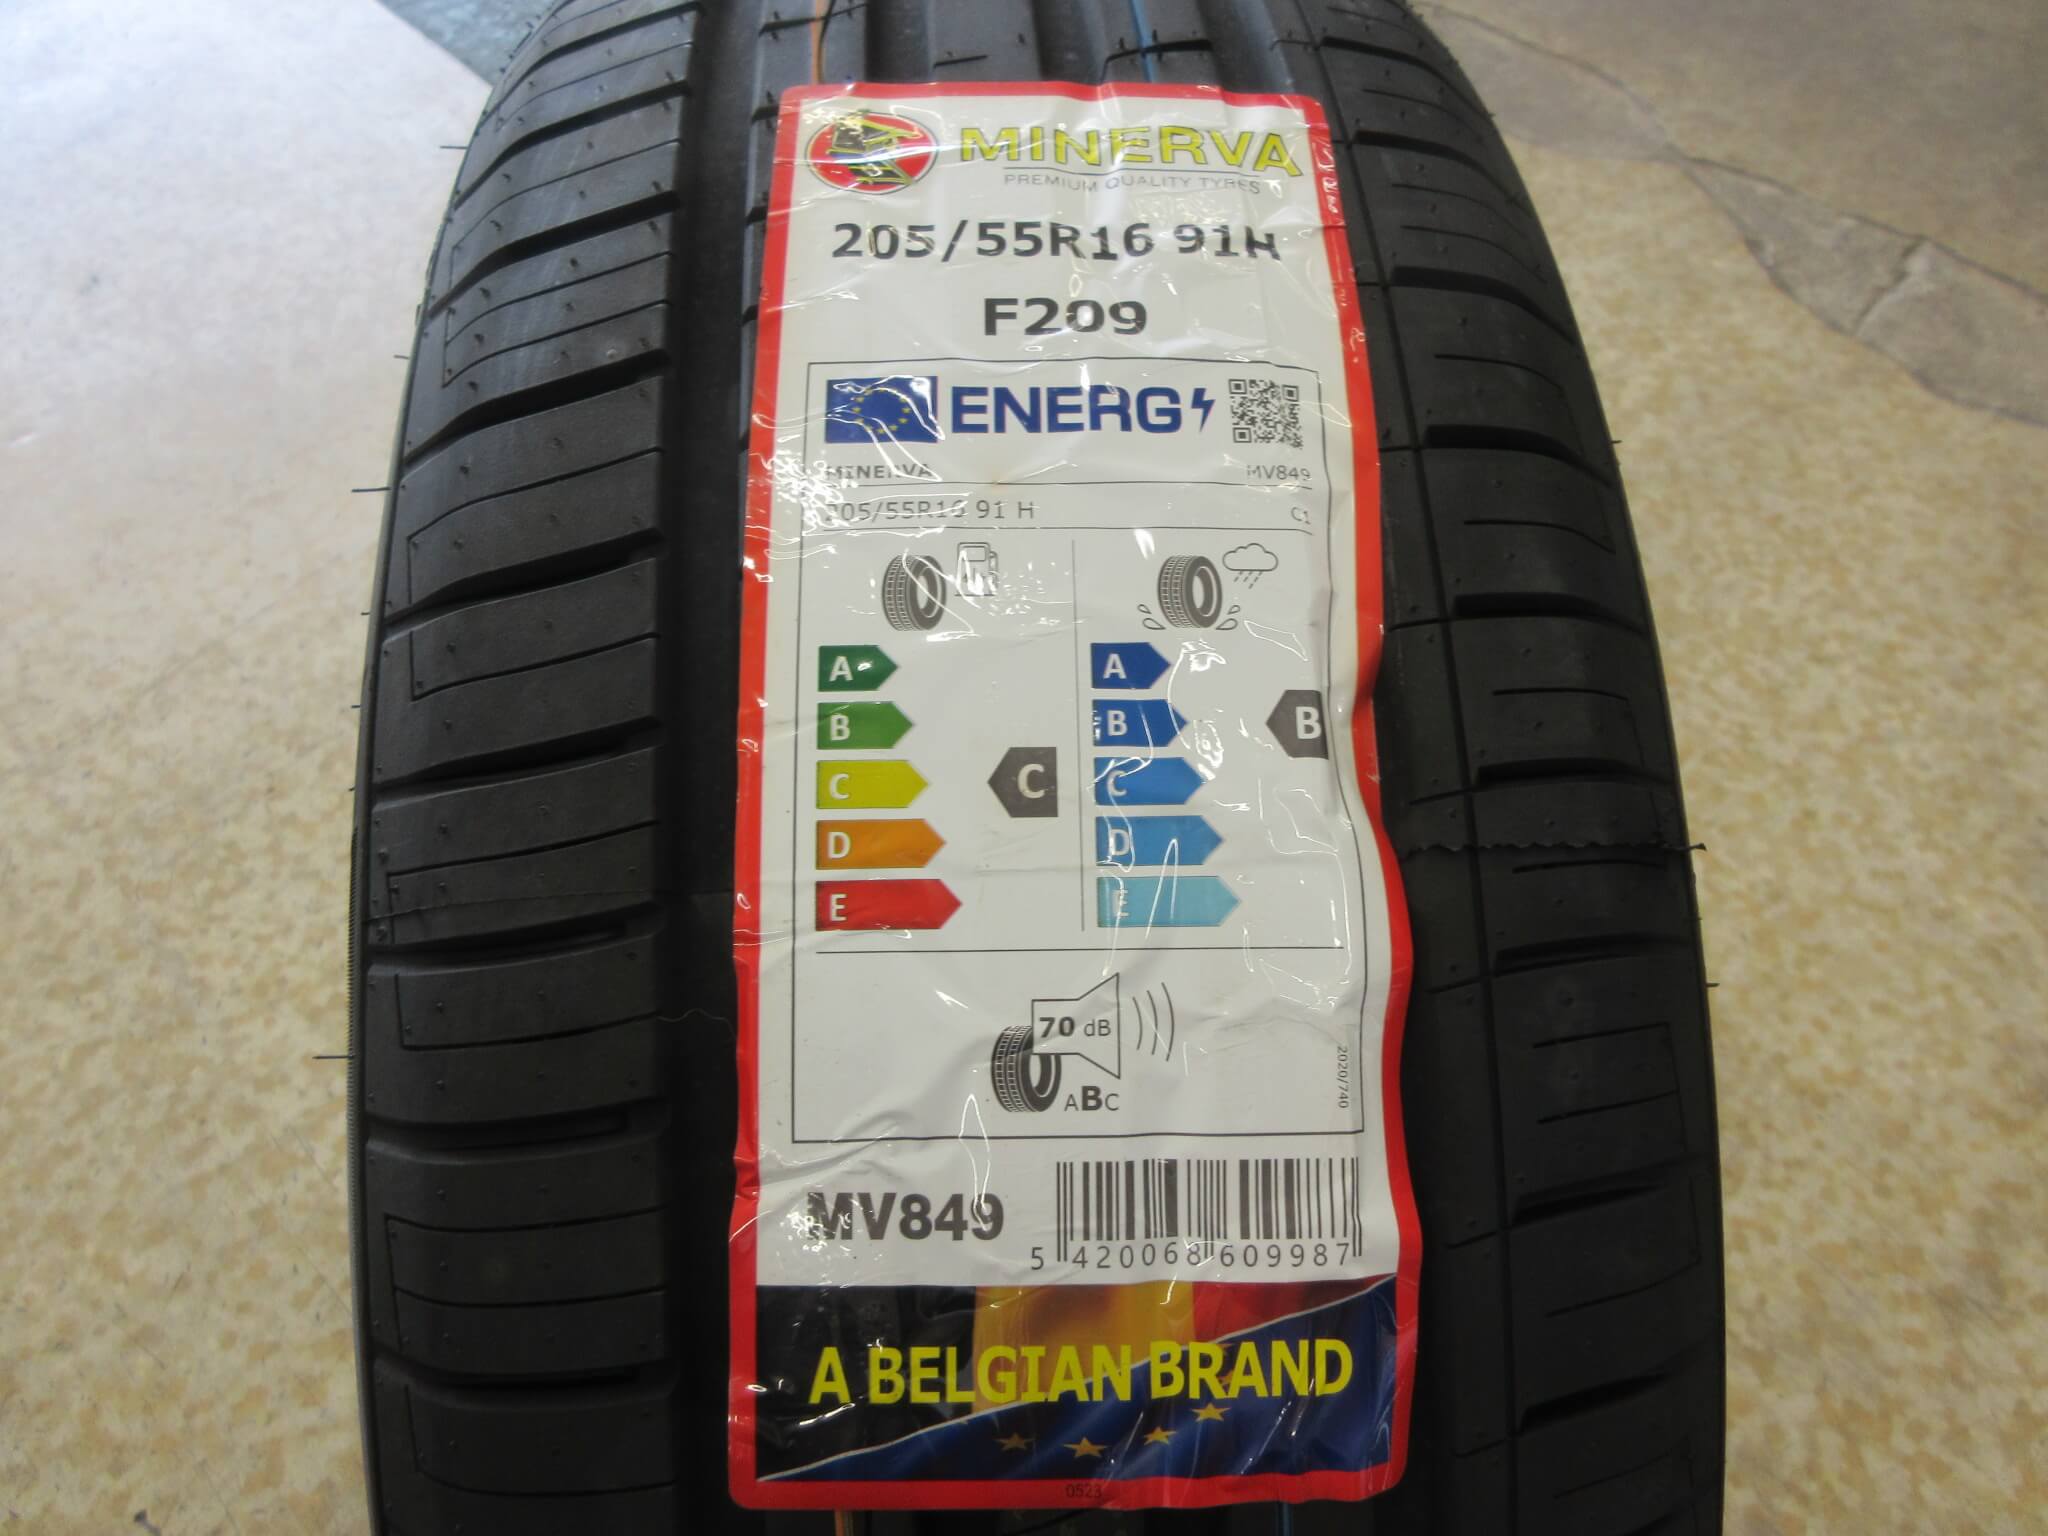 MINERVA
PREMIUM QUALITY TYRES
205/55R16 91H
F209
ENERG
MINERVA MV849
205/55R16 91 H C1
A A
B B B
C C C
D D
E E
70 dB
ABC
2020/740
MV849
5 420068 609987
A BELGIAN BRAND
0523